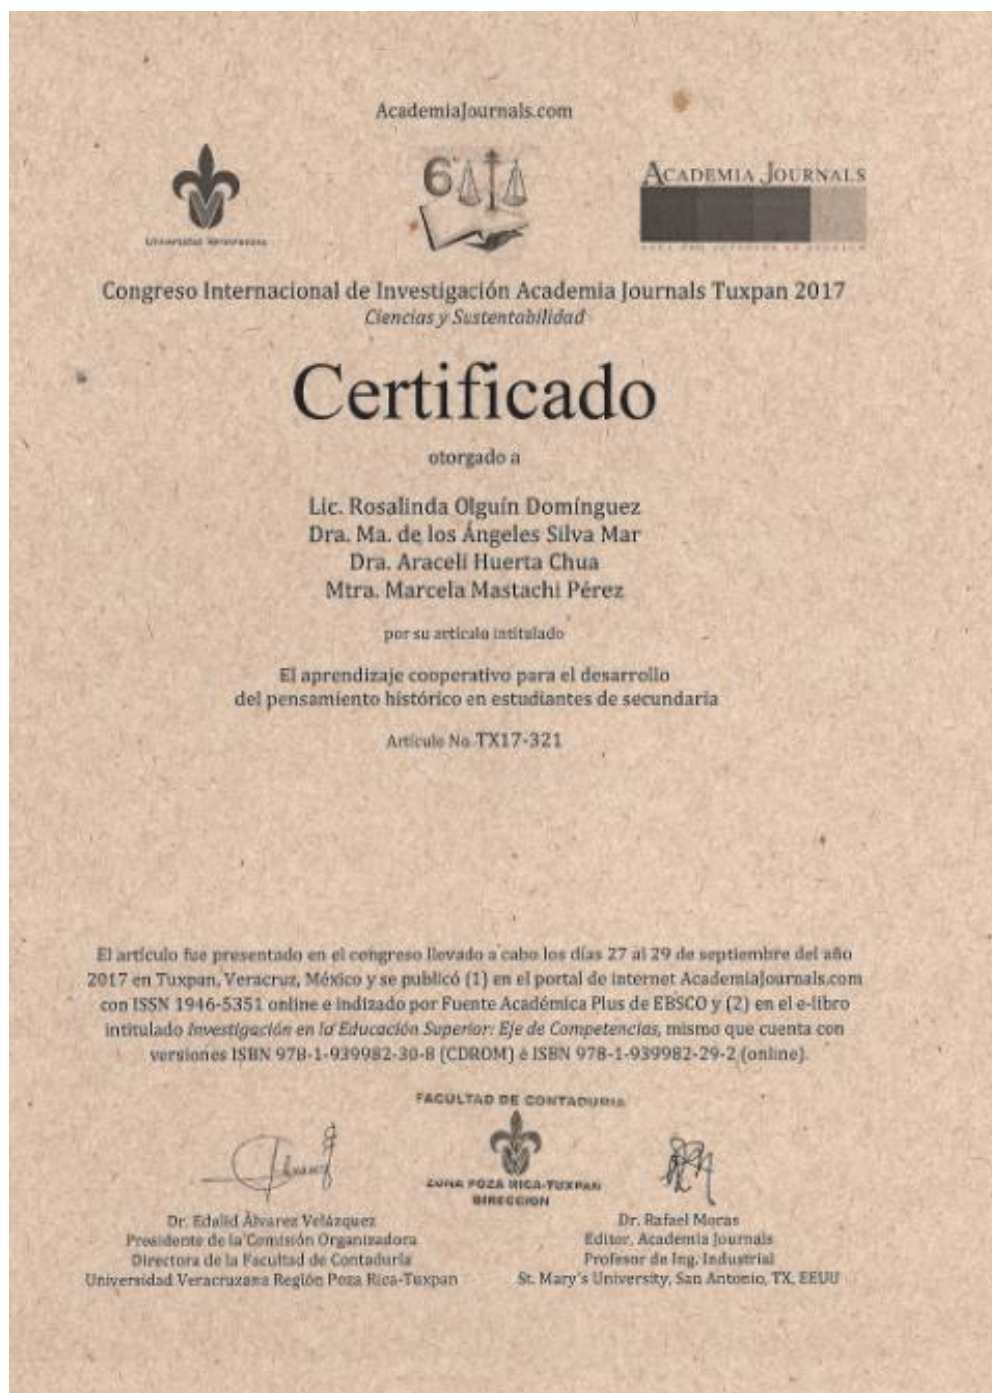 AcademiaJournals.com
Universidad Veracruzana
6
ACADEMIA JOURNALS
Congreso Internacional de Investigación Academia Journals Tuxpan 2017
Ciencias y Sustentabilidad
Certificado
otorgado a
Lic. Rosalinda Olguín Domínguez
Dra. Ma. de los Ángeles Silva Mar
Dra. Araceli Huerta Chua
Mtra. Marcela Mastachi Pérez
por su artículo intitulado
El aprendizaje cooperativo para el desarrollo
del pensamiento histórico en estudiantes de secundaria
Artículo No. TX17-321
El artículo fue presentado en el congreso llevado a cabo los días 27 al 29 de septiembre del año
2017 en Tuxpan, Veracruz, México y se publicó (1) en el portal de internet AcademiaJournals.com
con ISSN 1946-5351 online e indizado por Fuente Académica Plus de EBSCO y (2) en el e-libro
intitulado Investigación en la Educación Superior: Eje de Competencias, mismo que cuenta con
versiones ISBN 978-1-939982-30-8 (CDROM) é ISBN 978-1-939982-29-2 (online).
FACULTAD DE CONTADURIA
ZONA POZA RICA-TUXPAN
DIRECCION
Dr. Edalid Álvarez Velázquez
Presidente de la Comisión Organizadora
Directora de la Facultad de Contaduría
Universidad Veracruzana Región Poza Rica-Tuxpan
Dr. Rafael Moras
Editor, Academia Journals
Profesor de Ing. Industrial
St. Mary's University, San Antonio, TX, EEUU